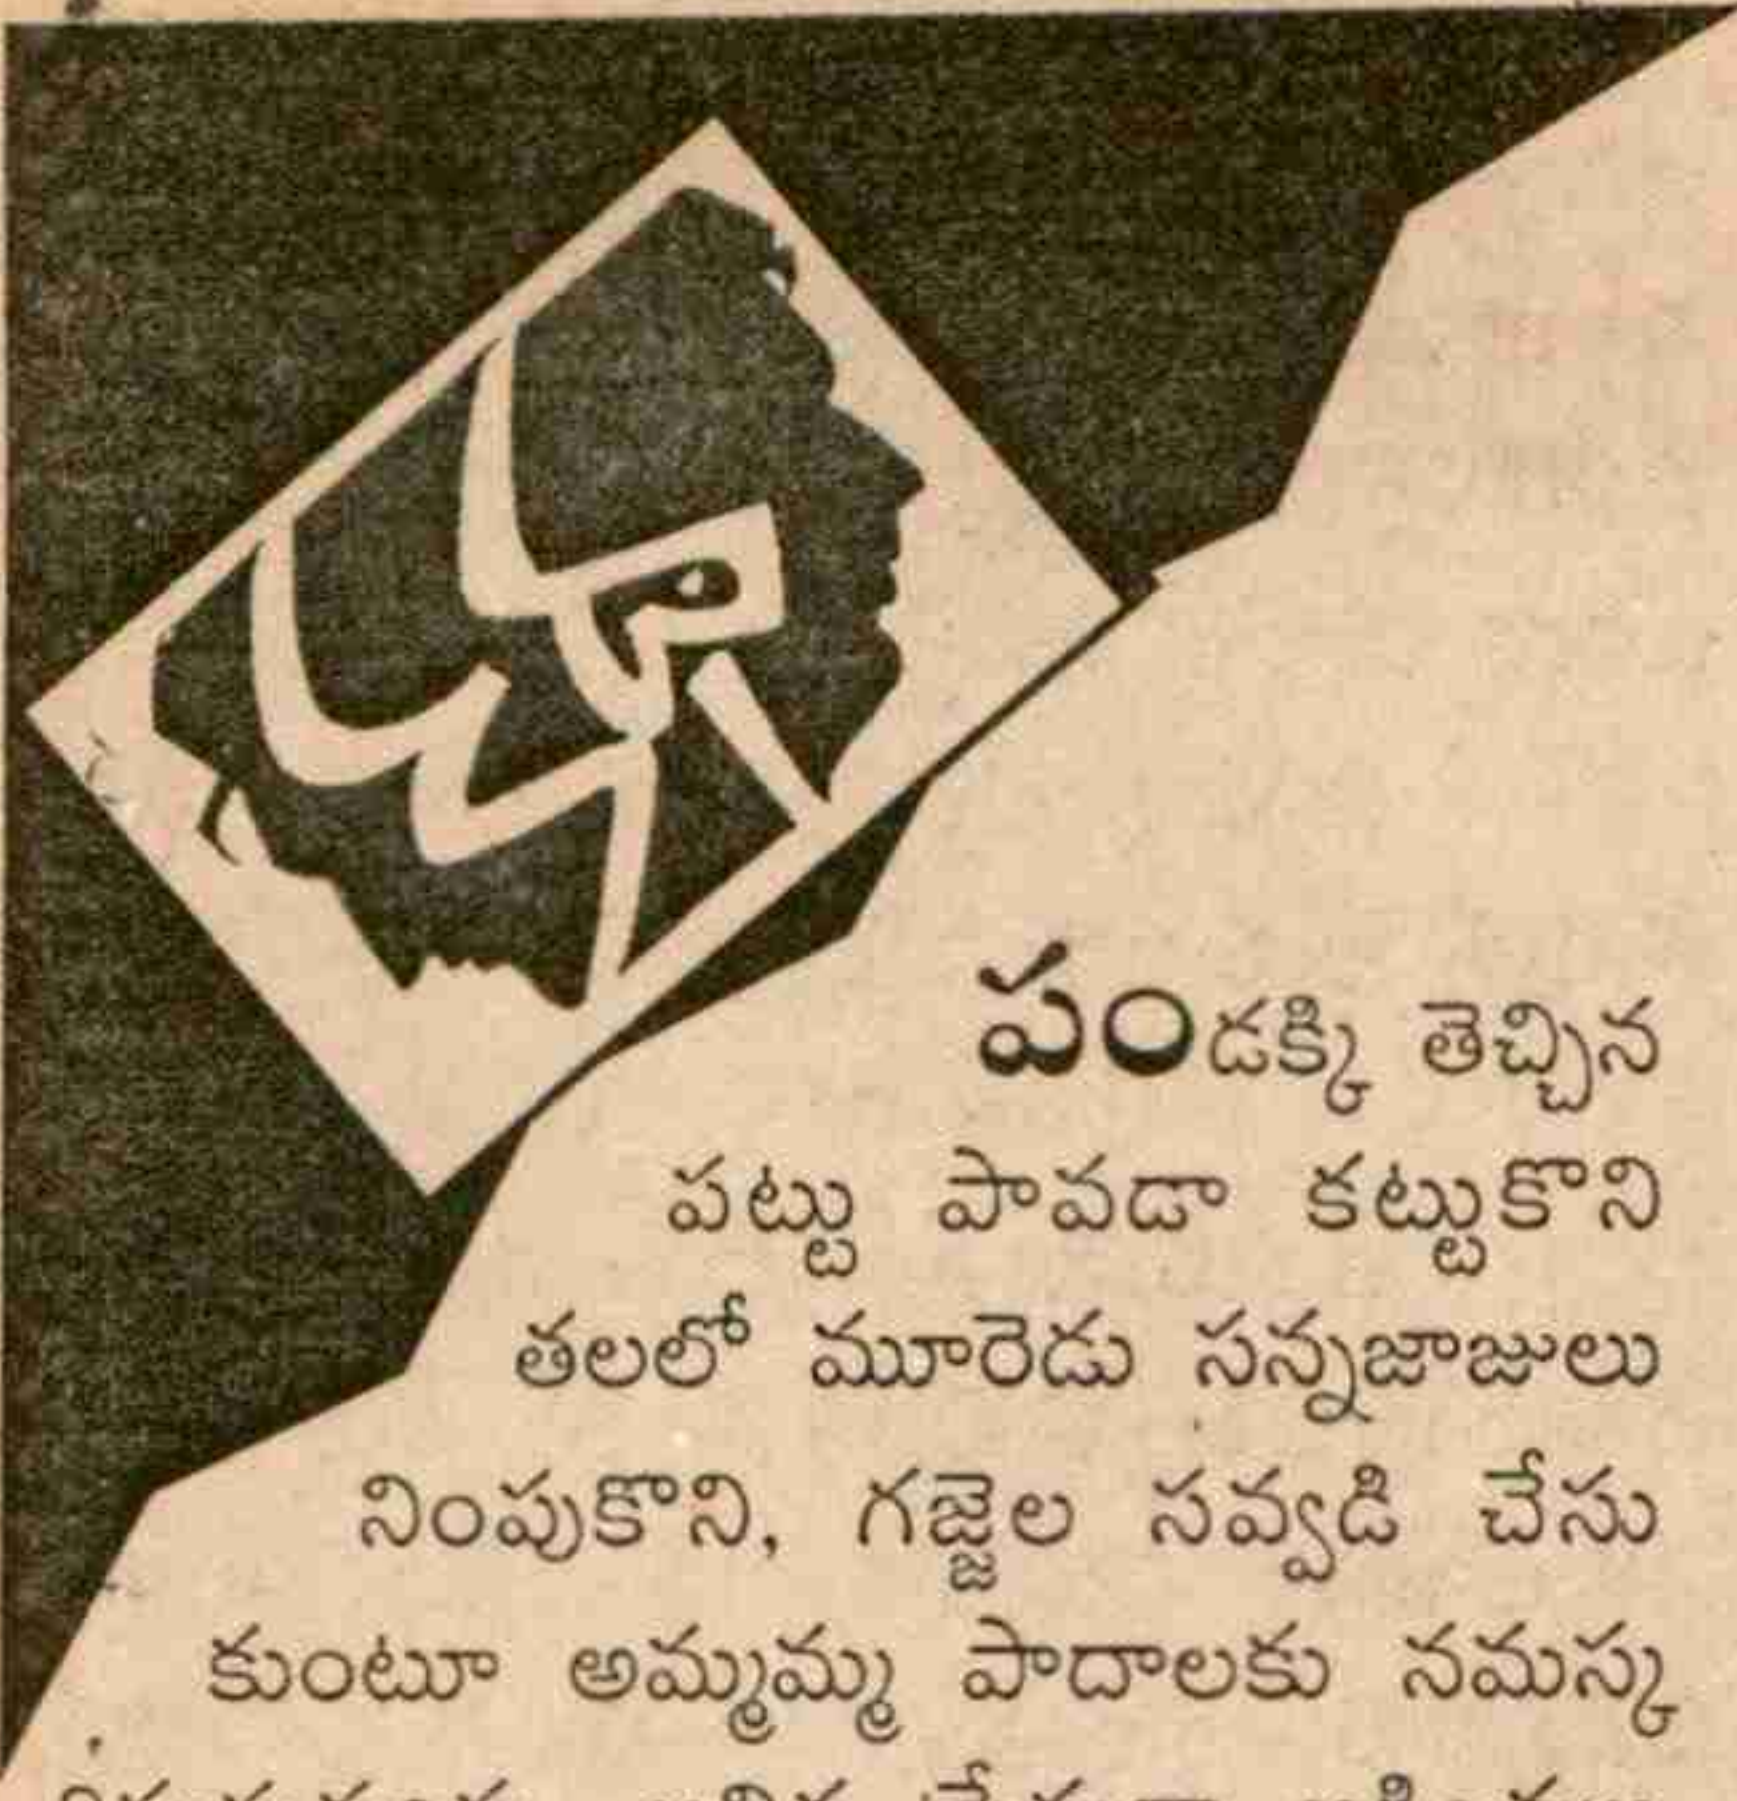 పండక్కి తెచ్చిన
పట్టు పావడా కట్టుకొని
తలలో మూరెడు సన్నజాజులు
నింపుకొని, గజ్జెల సవ్వడి చేసు
కుంటూ అమ్మమ్మ పాదాలకు నమస్క